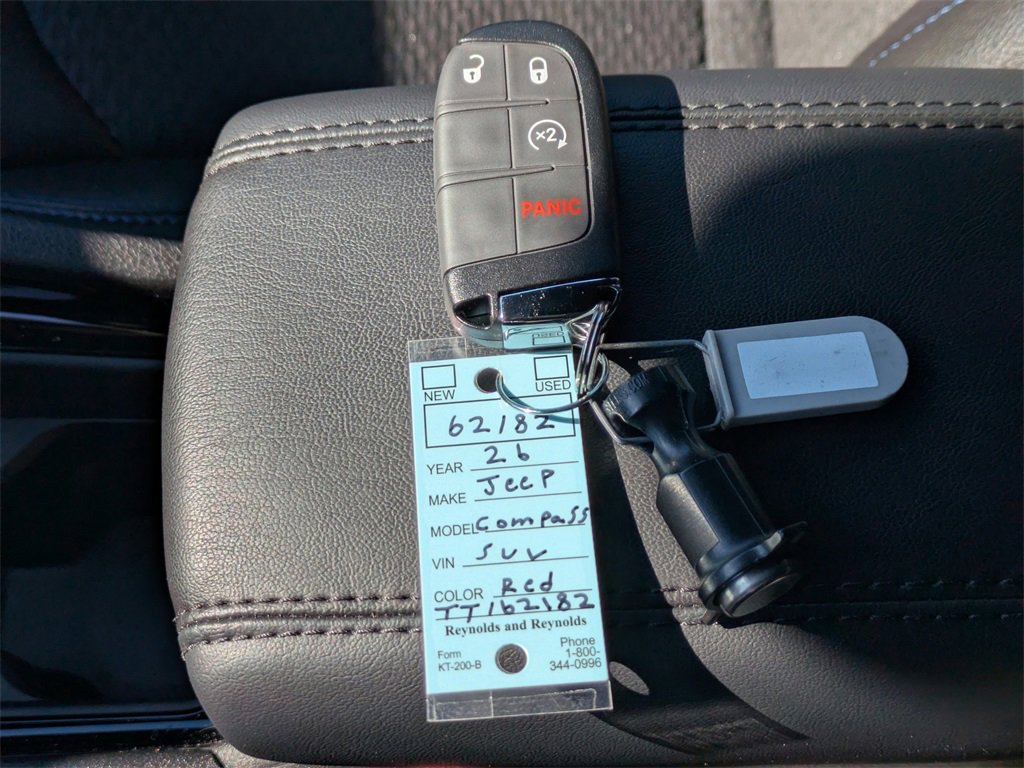 ×2
PANIC
NEW USED
62182
YEAR 26
MAKE Jeep
MODEL Compass
VIN SUV
COLOR Red
TT162182
Reynolds and Reynolds
Form
KT-200-B
Phone
1-800-
344-0996